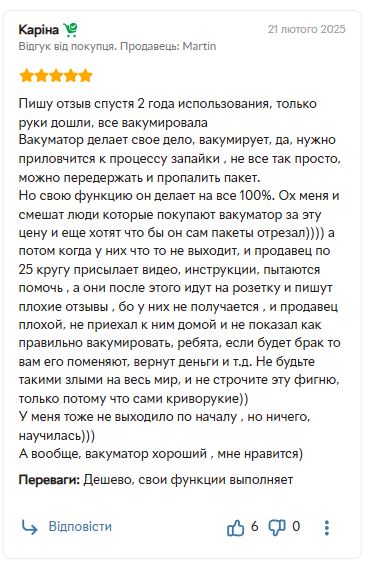 Каріна
21 лютого 2025
Відгук від покупця. Продавець: Martin
Пишу отзыв спустя 2 года использования, только
руки дошли, все вакумировала
Вакуматор делает свое дело, вакумирует, да, нужно
приловчится к процессу запайки , не все так просто,
можно передержать и пропалить пакет.
Но свою функцию он делает на все 100%. Ох меня и
смешат люди которые покупают вакуматор за эту
цену и еще хотят что бы он сам пакеты отрезал)))) а
потом когда у них что то не выходит, и продавец по
25 кругу присылает видео, инструкции, пытаются
помочь , а они после этого идут на розетку и пишут
плохие отзывы , бо у них не получается , и продавец
плохой, не приехал к ним домой и не показал как
правильно вакумировать, ребята, если будет брак то
вам его поменяют, вернут деньги и т.д. Не будьте
такими злыми на весь мир, и не строчите эту фигню,
только потому что сами криворукие))
У меня тоже не выходило по началу , но ничего,
научилась)))
А вообще, вакуматор хороший , мне нравится)
Переваги: Дешево, свои функции выполняет
Відповісти
6
0